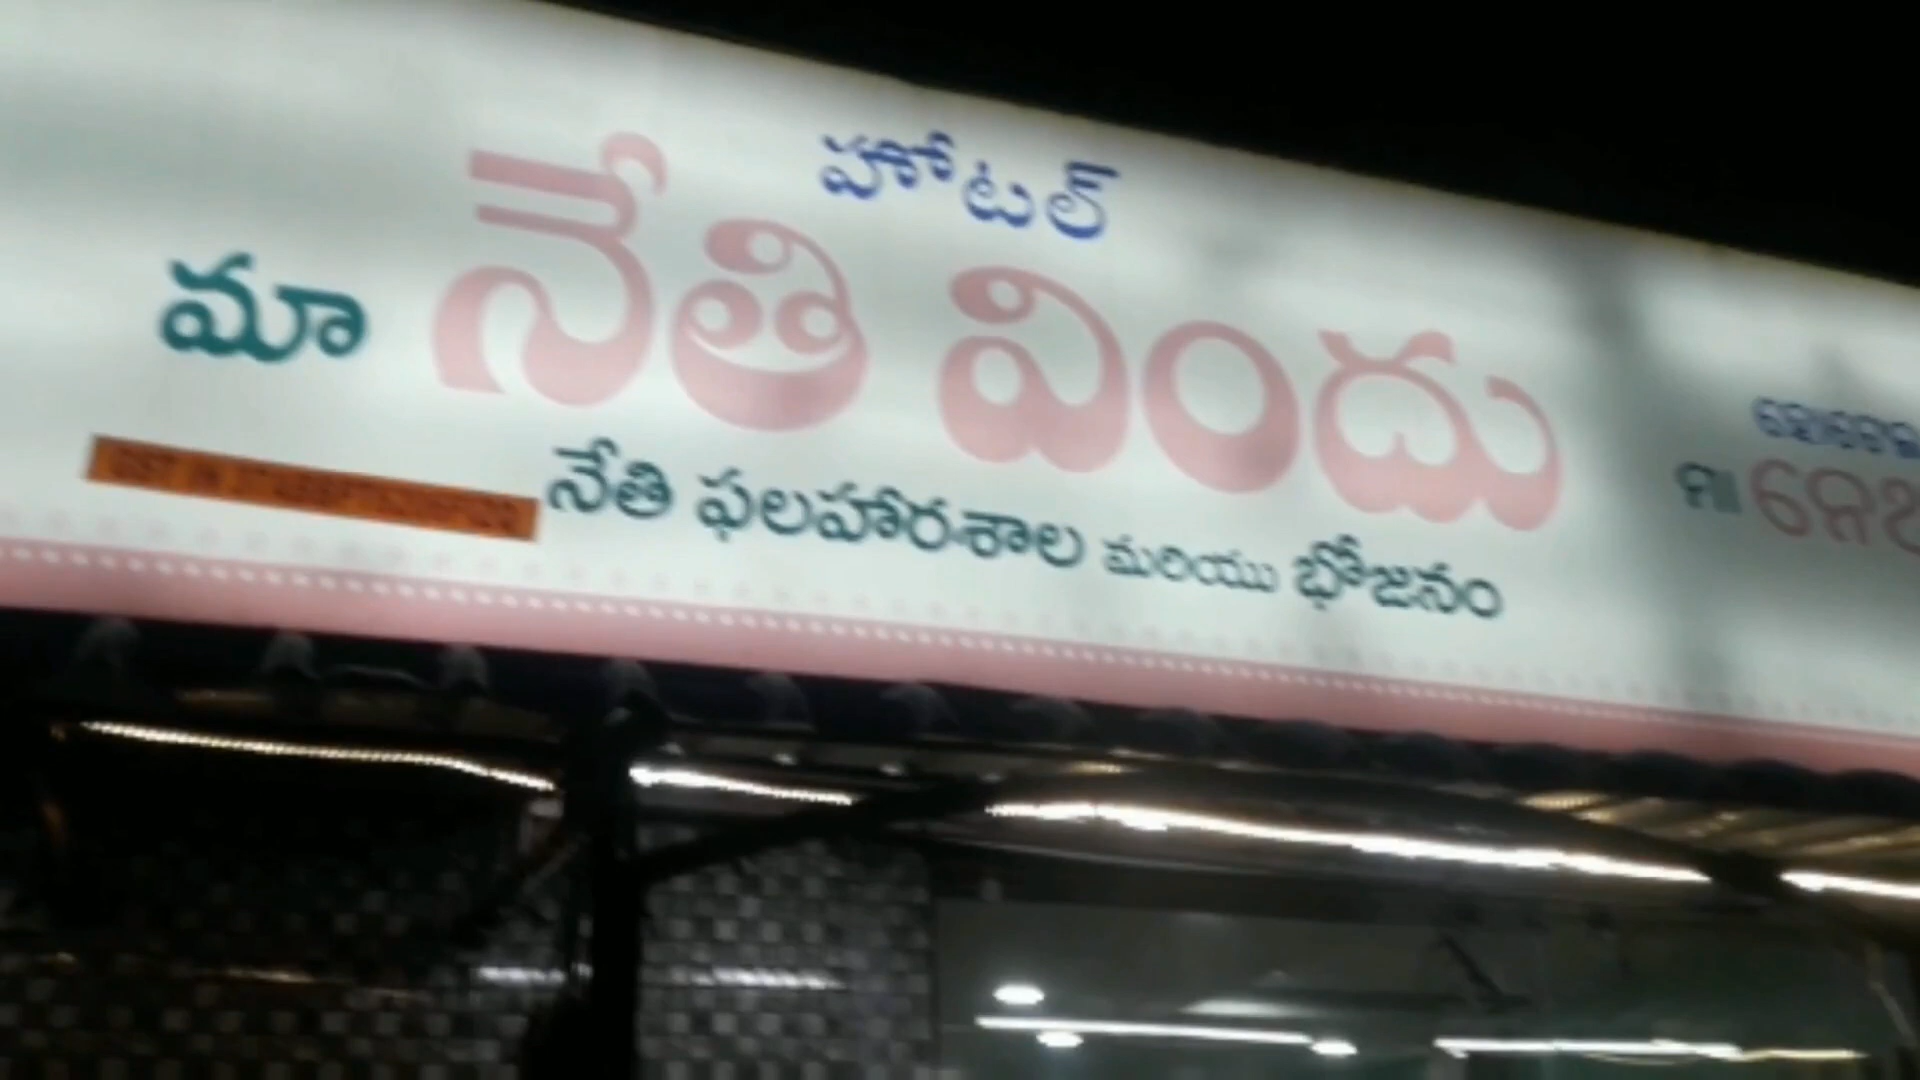 హోటల్
మా నేతి విందు
నేతి ఫలహారశాల మరియు భోజనం
ମା